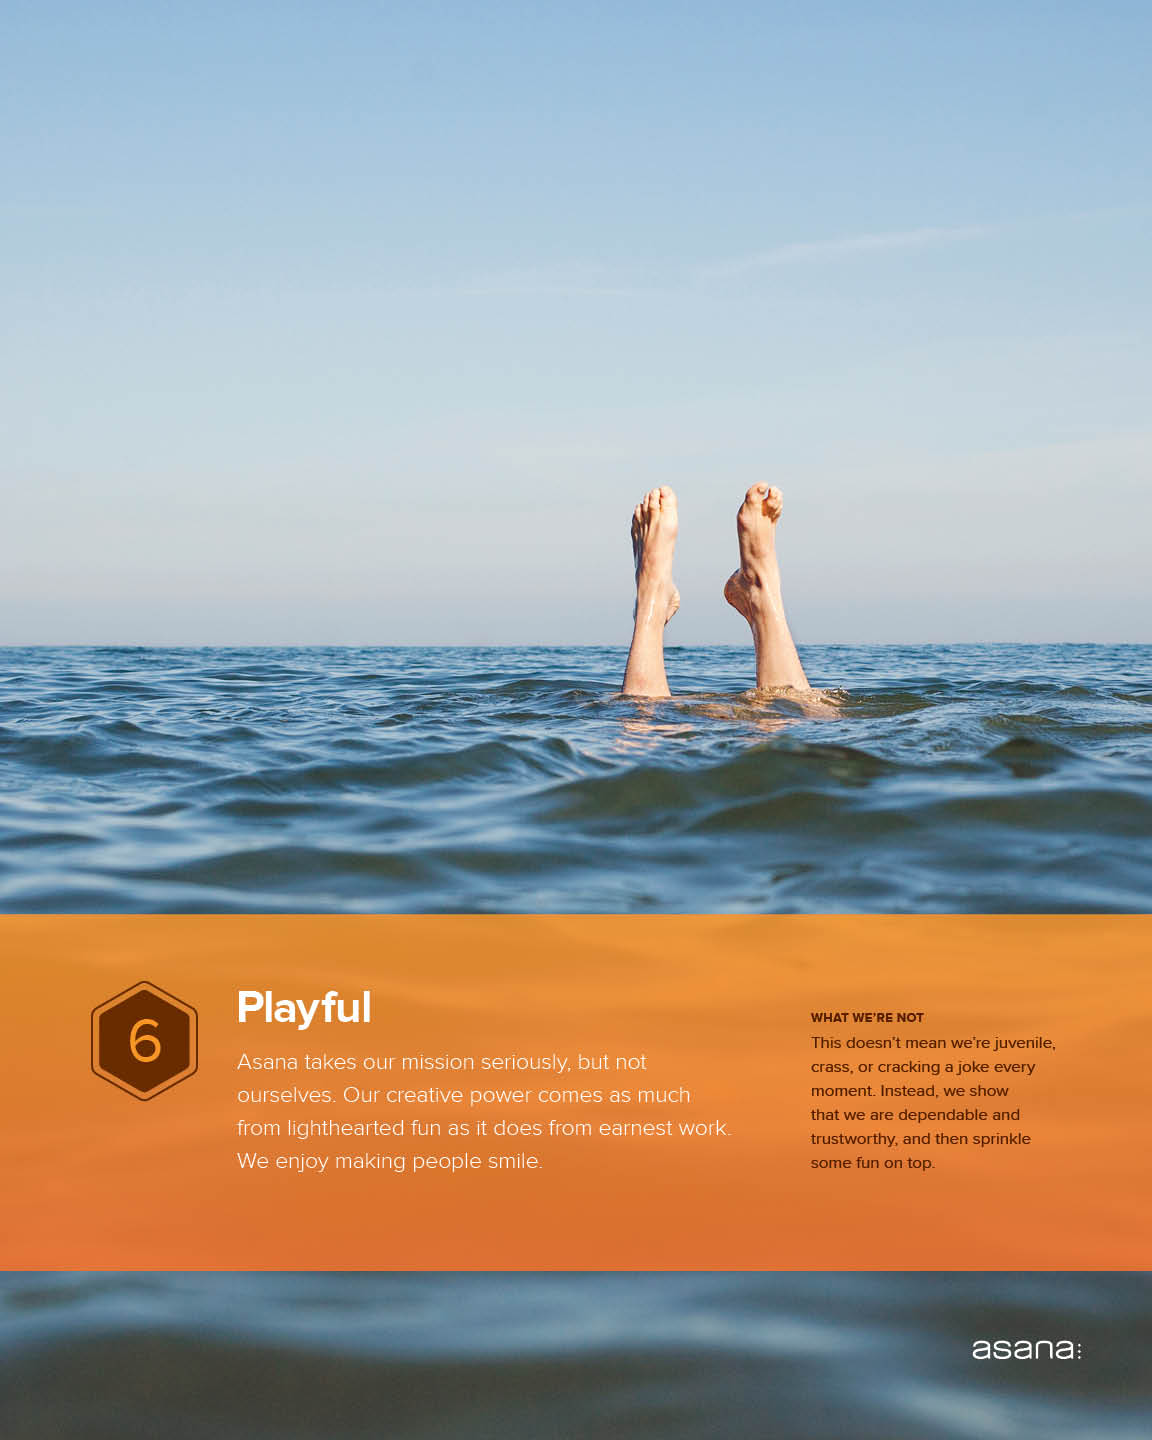 6
Playful
Asana takes our mission seriously, but not
ourselves. Our creative power comes as much
from lighthearted fun as it does from earnest work.
We enjoy making people smile.
WHAT WE'RE NOT
This doesn't mean we're juvenile,
crass, or cracking a joke every
moment. Instead, we show
that we are dependable and
trustworthy, and then sprinkle
some fun on top.
asana